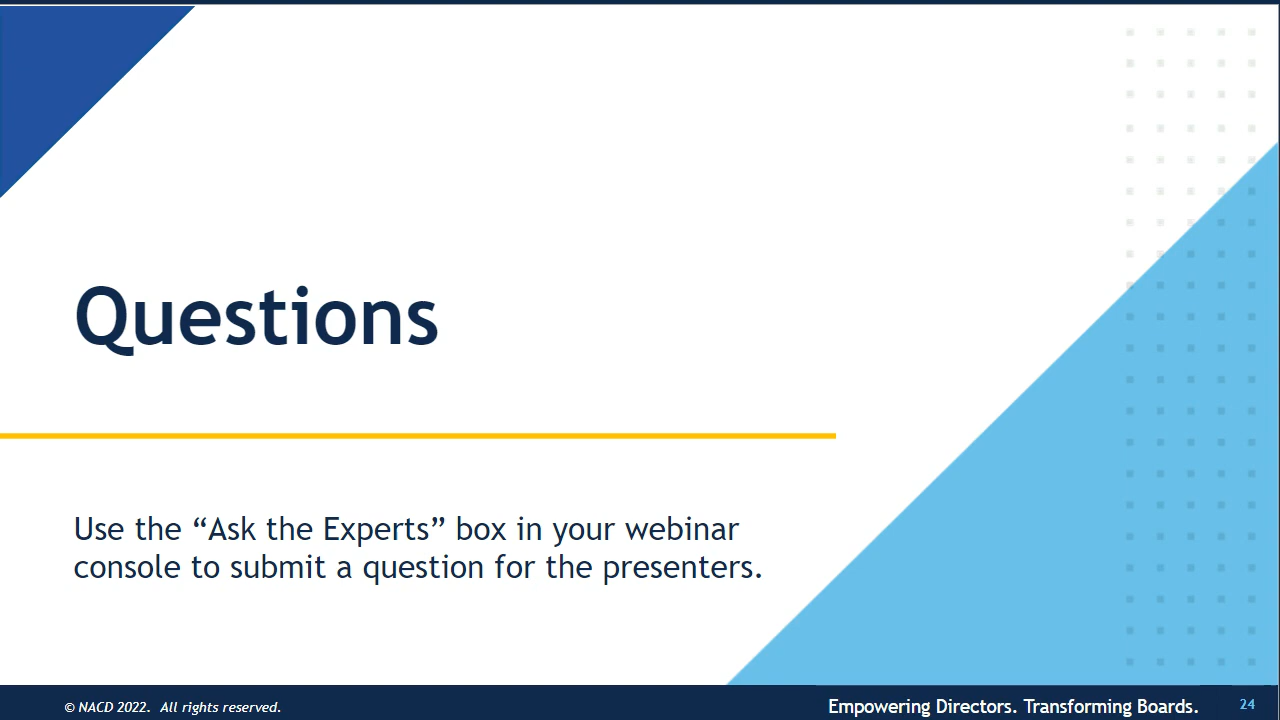 Questions
Use the “Ask the Experts” box in your webinar
console to submit a question for the presenters.
© NACD 2022.  All rights reserved.
Empowering Directors. Transforming Boards.
24